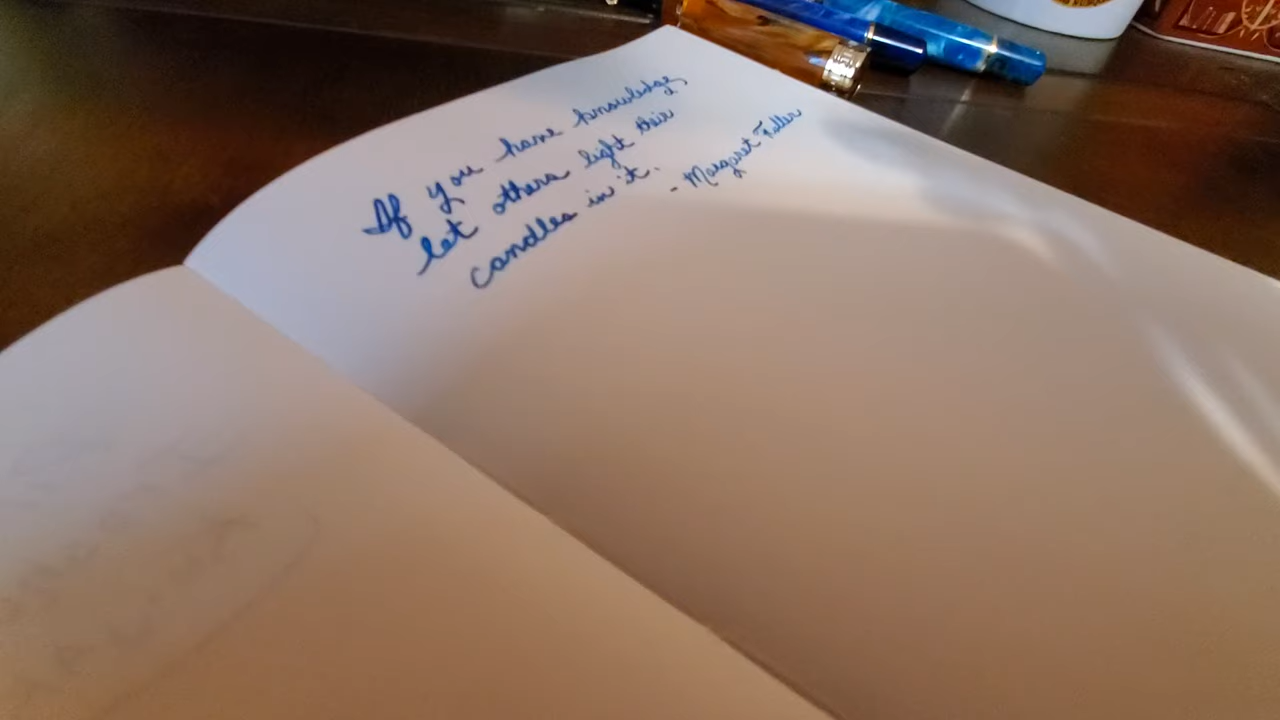 If you have knowledge,
let others light their
candles in it.
- Margaret Fuller